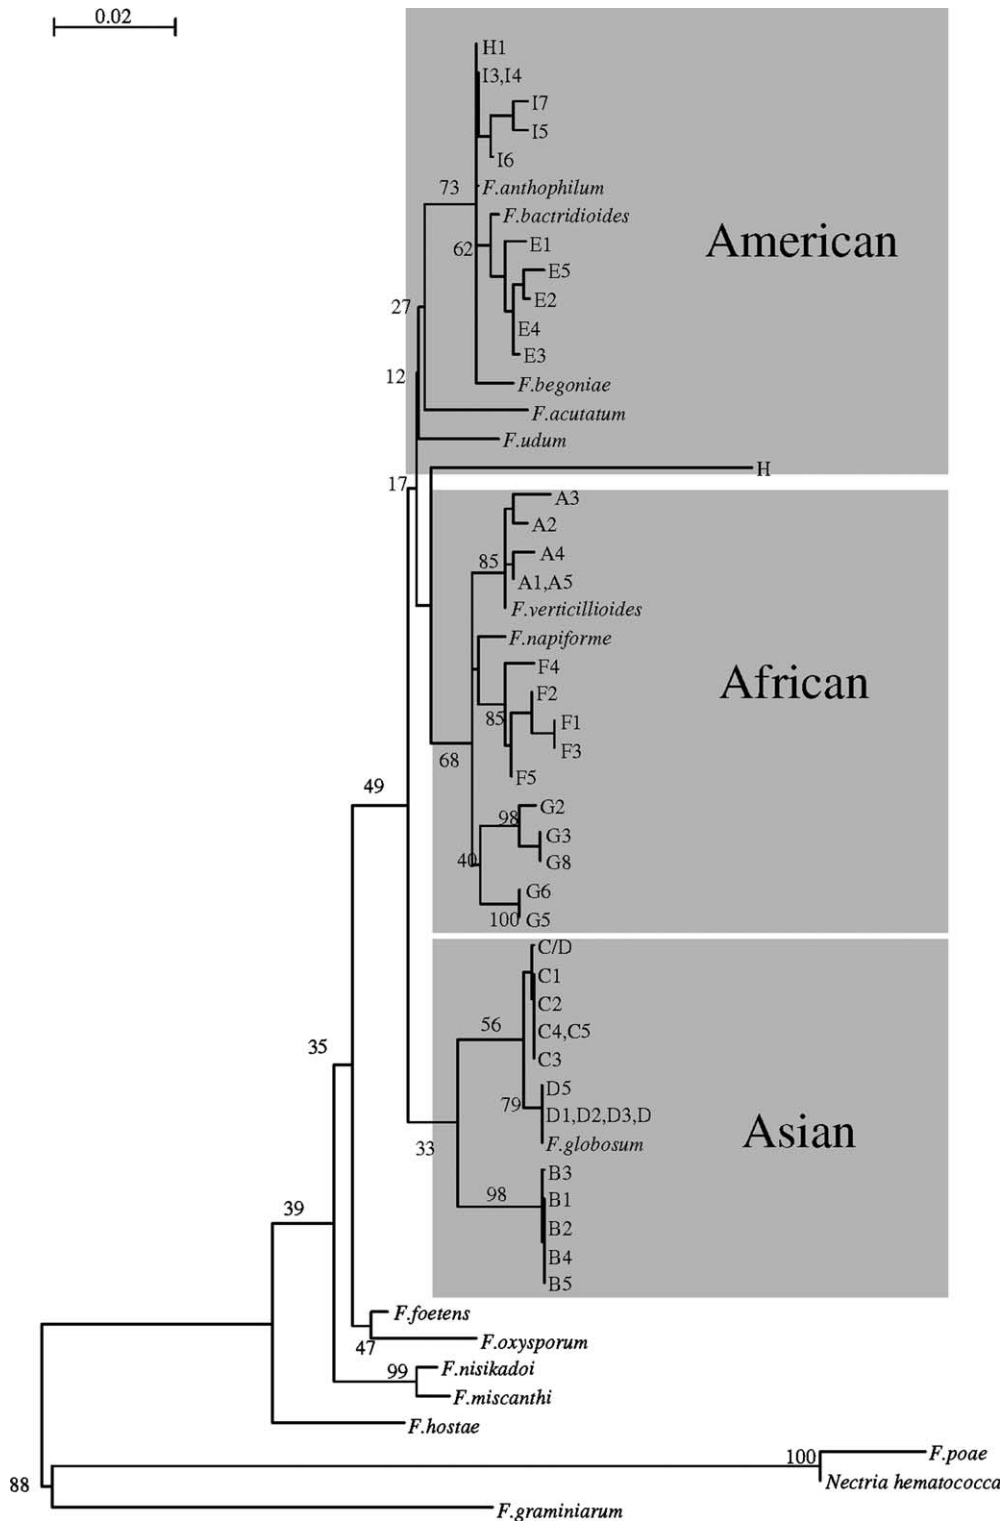 0.02
H1
I3,I4
I7
I5
I6
73
F.anthophilum
F.bactridioides
American
E1
62
E5
E2
27
E4
E3
12
F.begoniae
F.acutatum
F.udum
H
17
A3
A2
A4
85
A1,A5
F.verticillioides
F.napiforme
F4
African
F2
85
F1
F3
68
F5
49
G2
98
G3
40
G8
G6
100
G5
C/D
C1
C2
56
C4,C5
35
C3
D5
79
D1,D2,D3,D
Asian
33
F.globosum
B3
98
B1
39
B2
B4
B5
F.foetens
47
F.oxysporum
99
F.nisikadoi
F.miscanthi
F.hostae
100
F.poae
88
Nectria hematococca
F.graminiarum